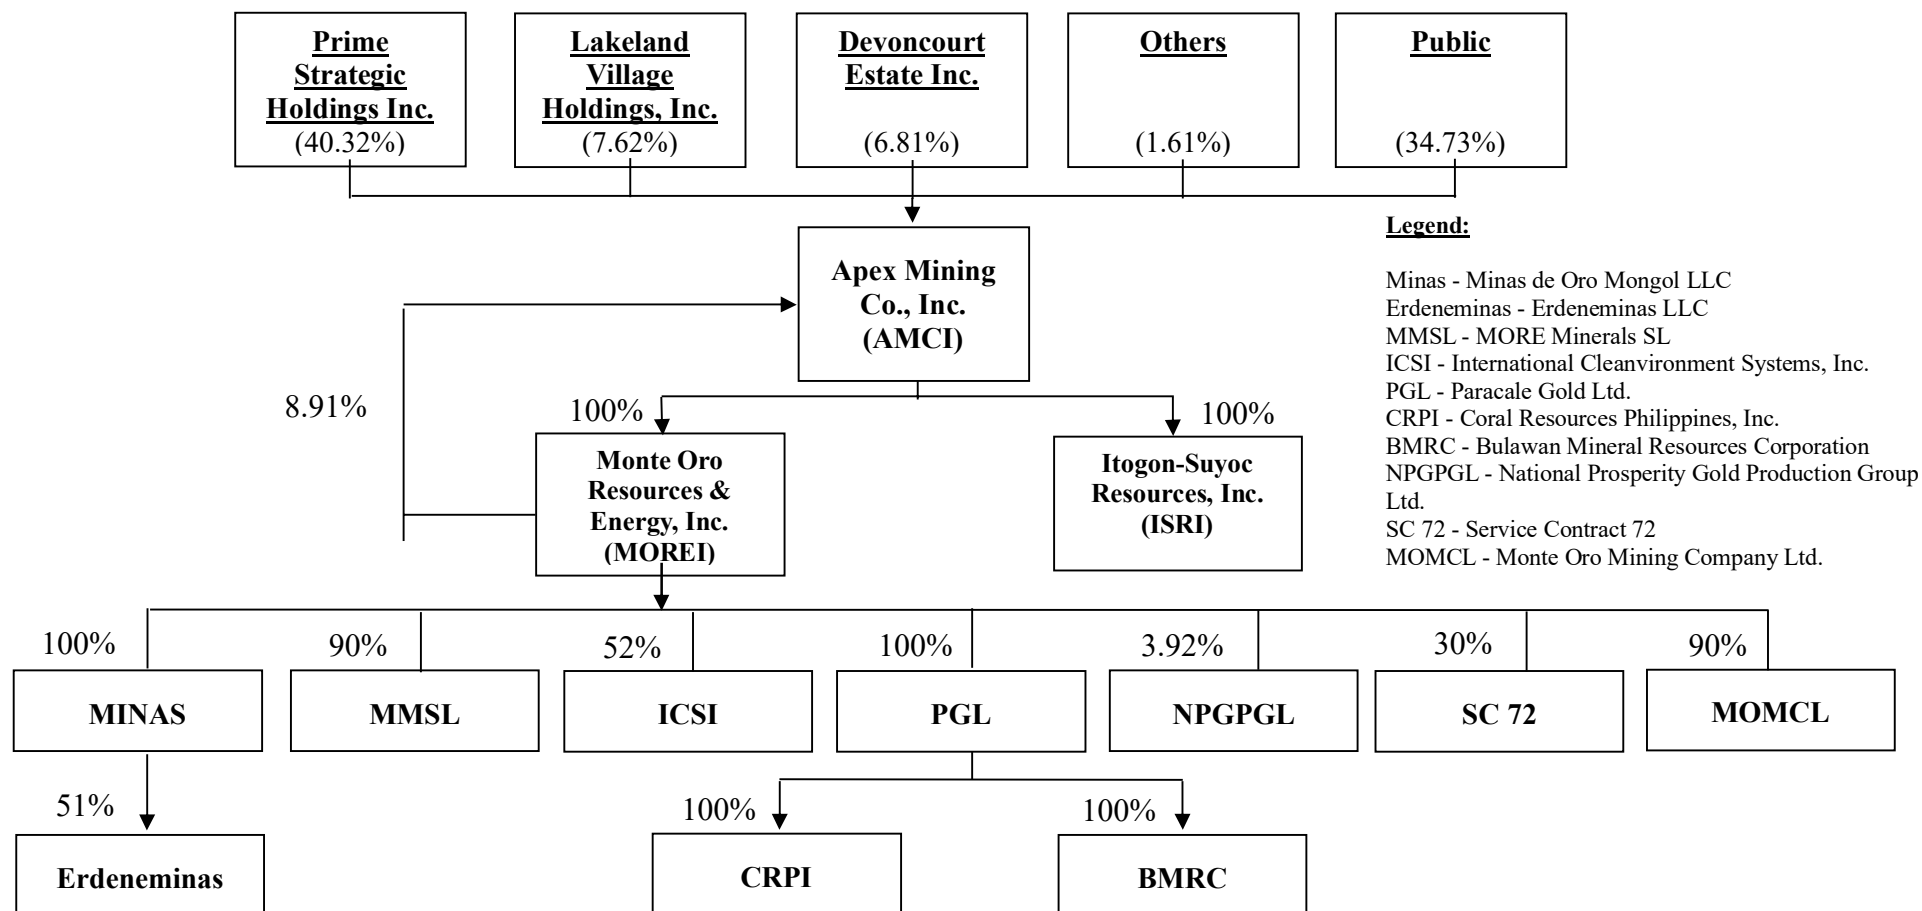 Prime
Strategic
Holdings Inc.
(40.32%)
Lakeland
Village
Holdings, Inc.
(7.62%)
Devoncourt
Estate Inc.
(6.81%)
Others
(1.61%)
Public
(34.73%)
Legend:
Minas - Minas de Oro Mongol LLC
Erdeneminas - Erdeneminas LLC
MMSL - MORE Minerals SL
ICSI - International Cleanvironment Systems, Inc.
PGL - Paracale Gold Ltd.
CRPI - Coral Resources Philippines, Inc.
BMRC - Bulawan Mineral Resources Corporation
NPGPGL - National Prosperity Gold Production Group
Ltd.
SC 72 - Service Contract 72
MOMCL - Monte Oro Mining Company Ltd.
Apex Mining
Co., Inc.
(AMCI)
8.91%
100%
100%
Monte Oro
Resources &
Energy, Inc.
(MOREI)
Itogon-Suyoc
Resources, Inc.
(ISRI)
100%
90%
52%
100%
3.92%
30%
90%
MINAS
MMSL
ICSI
PGL
NPGPGL
SC 72
MOMCL
51%
100%
100%
Erdeneminas
CRPI
BMRC